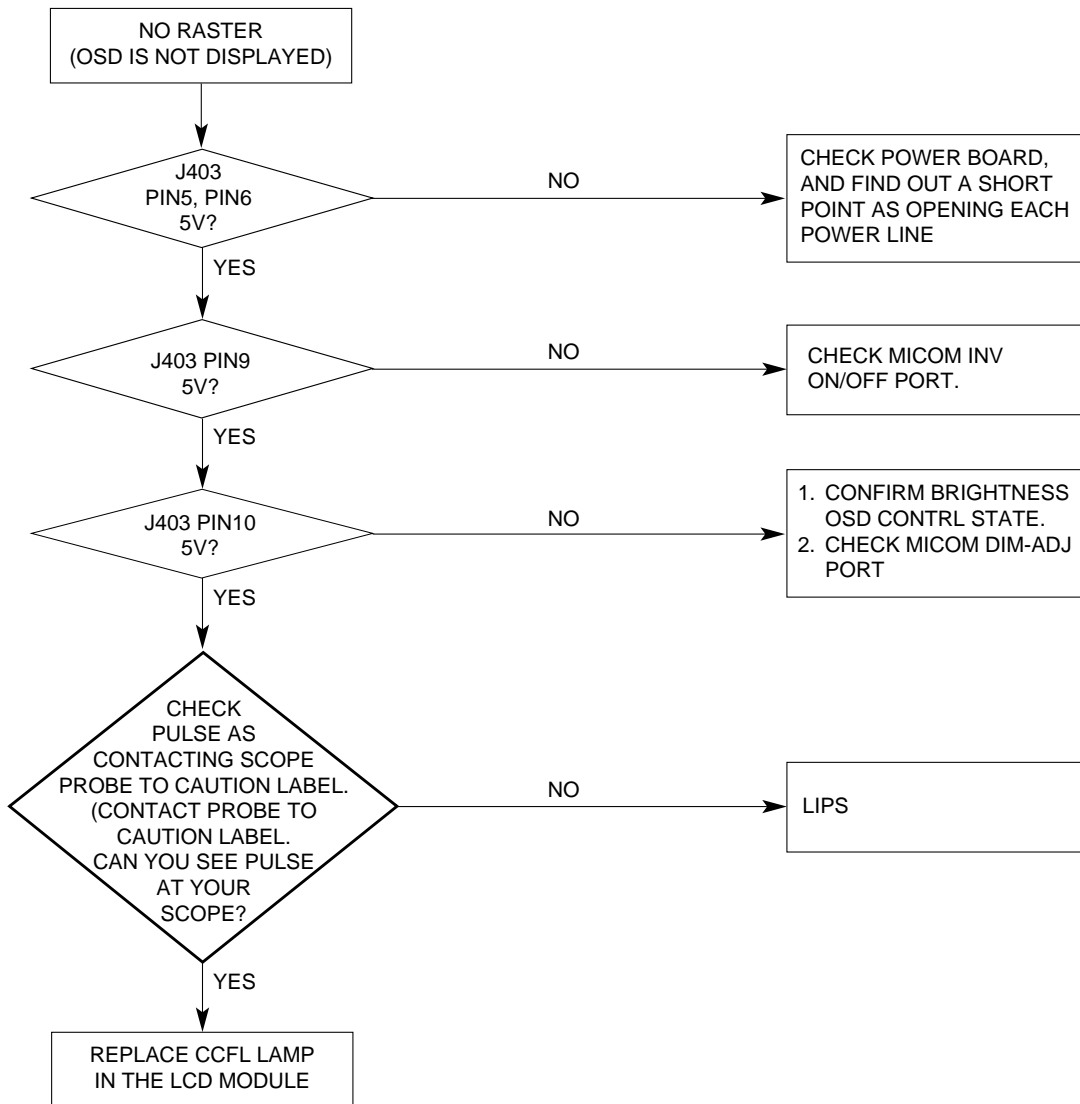 NO RASTER
(OSD IS NOT DISPLAYED)
J403
PIN5, PIN6
5V?
NO
CHECK POWER BOARD,
AND FIND OUT A SHORT
POINT AS OPENING EACH
POWER LINE
YES
J403 PIN9
5V?
NO
CHECK MICOM INV
ON/OFF PORT.
YES
J403 PIN10
5V?
NO
1. CONFIRM BRIGHTNESS
OSD CONTRL STATE.
2. CHECK MICOM DIM-ADJ
PORT
YES
CHECK
PULSE AS
CONTACTING SCOPE
PROBE TO CAUTION LABEL.
(CONTACT PROBE TO
CAUTION LABEL.
CAN YOU SEE PULSE
AT YOUR
SCOPE?
NO
LIPS
YES
REPLACE CCFL LAMP
IN THE LCD MODULE